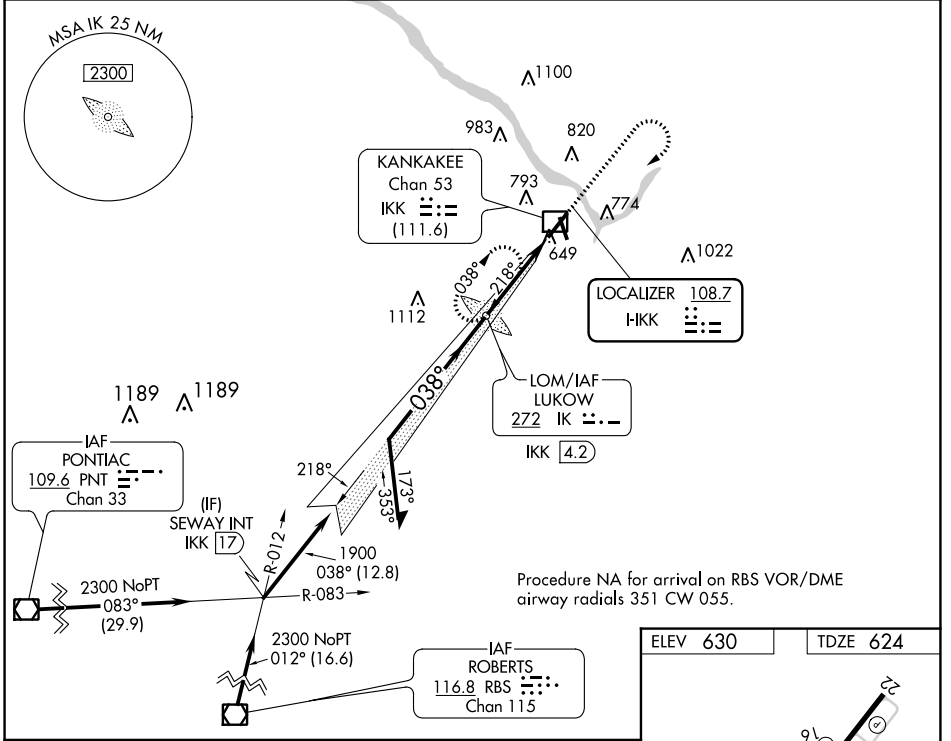 MSA IK 25 NM
2300
1100
983
820
KANKAKEE
Chan 53
IKK
(111.6)
793
774
649
1022
038°
218°
LOCALIZER 108.7
I-IKK
1112
038°
LOM/IAF
LUKOW
272 IK
IKK 4.2
1189
1189
IAF
PONTIAC
109.6 PNT
Chan 33
218°
173°
353°
(IF)
SEWAY INT
IKK 17
R-012
1900
038° (12.8)
R-083
2300 NoPT
083°
(29.9)
Procedure NA for arrival on RBS VOR/DME
airway radials 351 CW 055.
2300 NoPT
012° (16.6)
IAF
ROBERTS
116.8 RBS
Chan 115
ELEV 630
TDZE 624
22
P